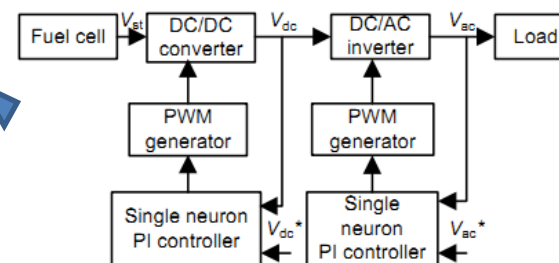 Fuel cell
V_st
DC/DC
converter
V_dc
DC/AC
inverter
V_ac
Load
PWM
generator
PWM
generator
Single neuron
PI controller
V_dc*
Single
neuron
PI controller
V_ac*